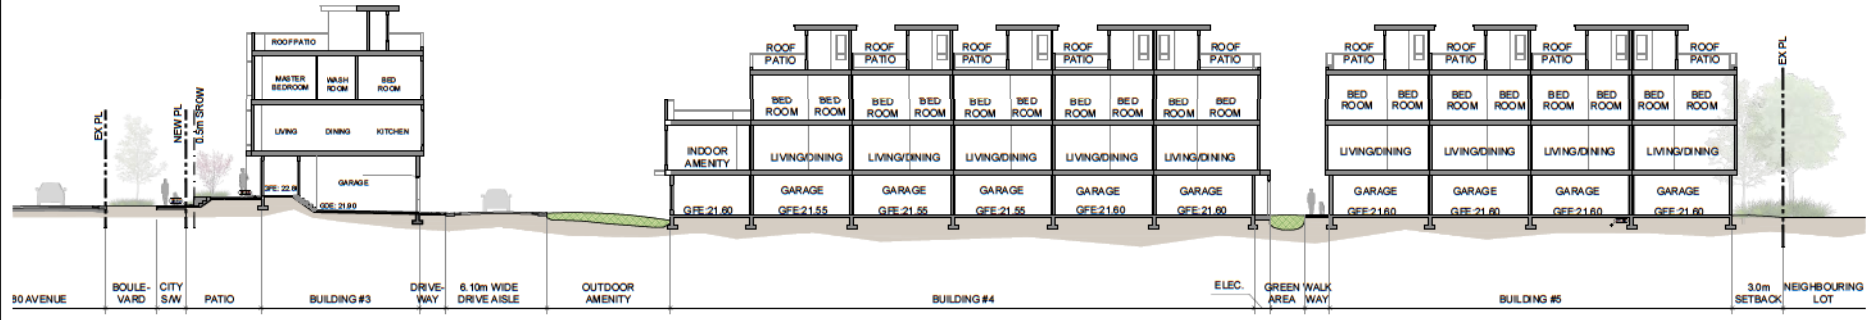 ROOF PATIO
MASTER
BEDROOM
WASH
ROOM
BED
ROOM
LIVING
DINING
KITCHEN
GARAGE
GFE: 22.8
GDE: 21.90
EX PL
NEW PL
0.5m SROW
INDOOR
AMENITY
ROOF
PATIO
ROOF
PATIO
ROOF
PATIO
ROOF
PATIO
ROOF
PATIO
BED
ROOM
BED
ROOM
BED
ROOM
BED
ROOM
BED
ROOM
BED
ROOM
BED
ROOM
BED
ROOM
BED
ROOM
BED
ROOM
LIVING/DINING
LIVING/DINING
LIVING/DINING
LIVING/DINING
LIVING/DINING
GARAGE
GARAGE
GARAGE
GARAGE
GARAGE
GFE:21.60
GFE:21.55
GFE:21.55
GFE:21.55
GFE:21.60
GFE:21.60
ROOF
PATIO
ROOF
PATIO
ROOF
PATIO
ROOF
PATIO
BED
ROOM
BED
ROOM
BED
ROOM
BED
ROOM
BED
ROOM
BED
ROOM
BED
ROOM
BED
ROOM
LIVING/DINING
LIVING/DINING
LIVING/DINING
LIVING/DINING
GARAGE
GARAGE
GARAGE
GARAGE
GFE:21.60
GFE:21.60
GFE:21.60
GFE:21.60
EX PL
80 AVENUE
BOULE-
VARD
CITY
S/W
PATIO
BUILDING #3
DRIVE-
WAY
6.10m WIDE
DRIVE AISLE
OUTDOOR
AMENITY
BUILDING #4
ELEC.
GREEN
AREA
WALK
WAY
BUILDING #5
3.0m
SETBACK
NEIGHBOURING
LOT